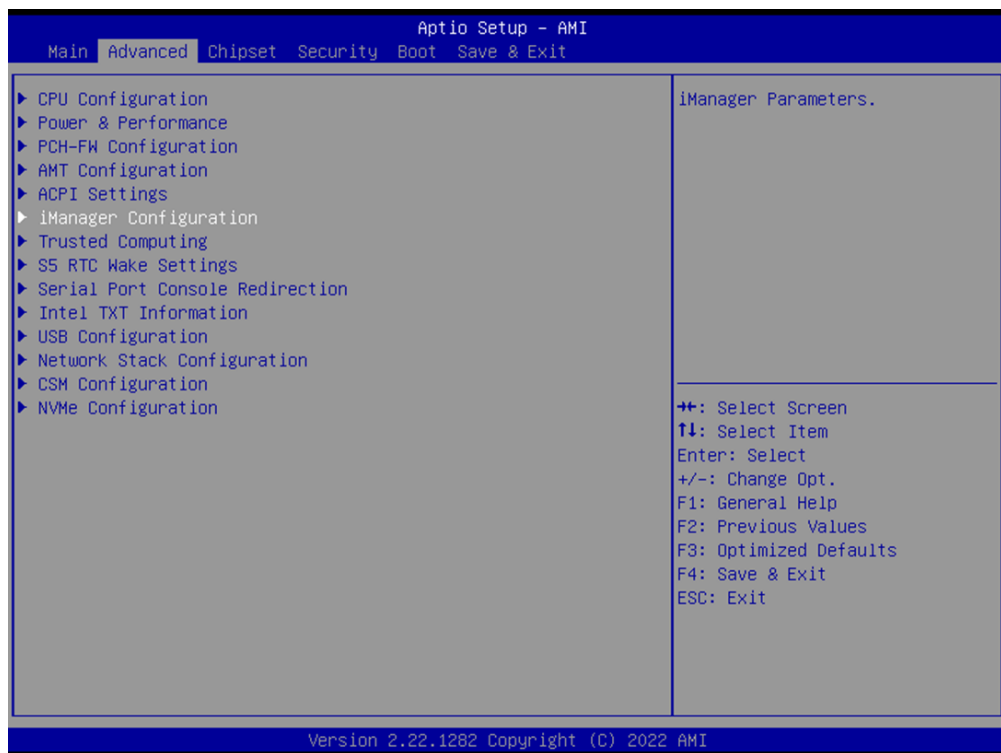 Aptio Setup - AMI
Main Advanced Chipset Security Boot Save & Exit
CPU Configuration
Power & Performance
PCH-FW Configuration
AMT Configuration
ACPI Settings
iManager Configuration
Trusted Computing
S5 RTC Wake Settings
Serial Port Console Redirection
Intel TXT Information
USB Configuration
Network Stack Configuration
CSM Configuration
NVMe Configuration
iManager Parameters.
→←: Select Screen
↑↓: Select Item
Enter: Select
+/-: Change Opt.
F1: General Help
F2: Previous Values
F3: Optimized Defaults
F4: Save & Exit
ESC: Exit
Version 2.22.1282 Copyright (C) 2022 AMI